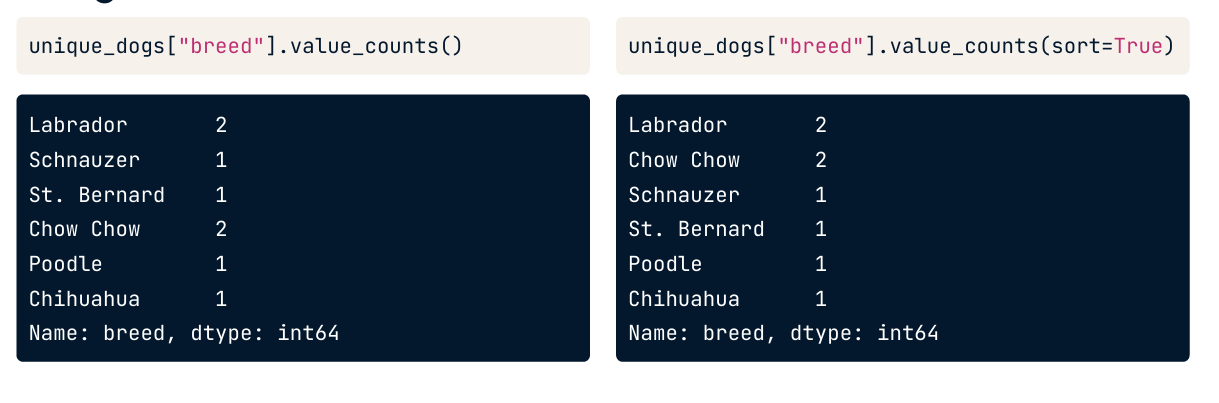 unique_dogs["breed"].value_counts()
Labrador 2
Schnauzer 1
St. Bernard 1
Chow Chow 2
Poodle 1
Chihuahua 1
Name: breed, dtype: int64
unique_dogs["breed"].value_counts(sort=True)
Labrador 2
Chow Chow 2
Schnauzer 1
St. Bernard 1
Poodle 1
Chihuahua 1
Name: breed, dtype: int64